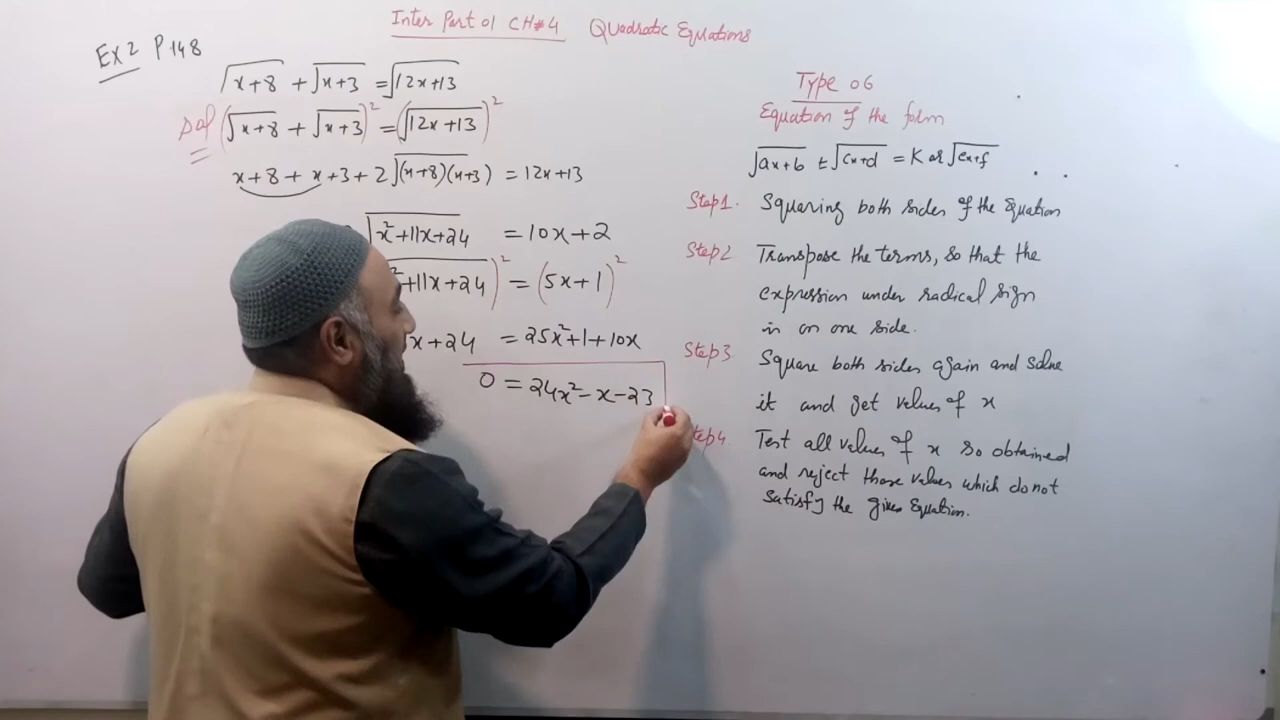 Inter Part 01 CH#4 Quadratic Equations
Ex2 P148
√x+8 + √x+3 = √12x+13
Sol (√x+8 + √x+3)² = (√12x+13)²
x+8+x+3+2√(x+8)(x+3) = 12x+13
√x²+11x+24 = 10x+2
²+11x+24)² = (5x+1)²
x+24 = 25x²+1+10x
0 = 24x²-x-23
Type 06
Equation of the form
√ax+b ± √cx+d = K or √ex+f
Step1. Squaring both sides of the Equation
Step2 Transpose the terms, so that the
expression under radical sign
is on one side.
Step3 Square both sides again and solve
it and get values of x
tep4. Test all values of x so obtained
and reject those values which do not
satisfy the given Equation.